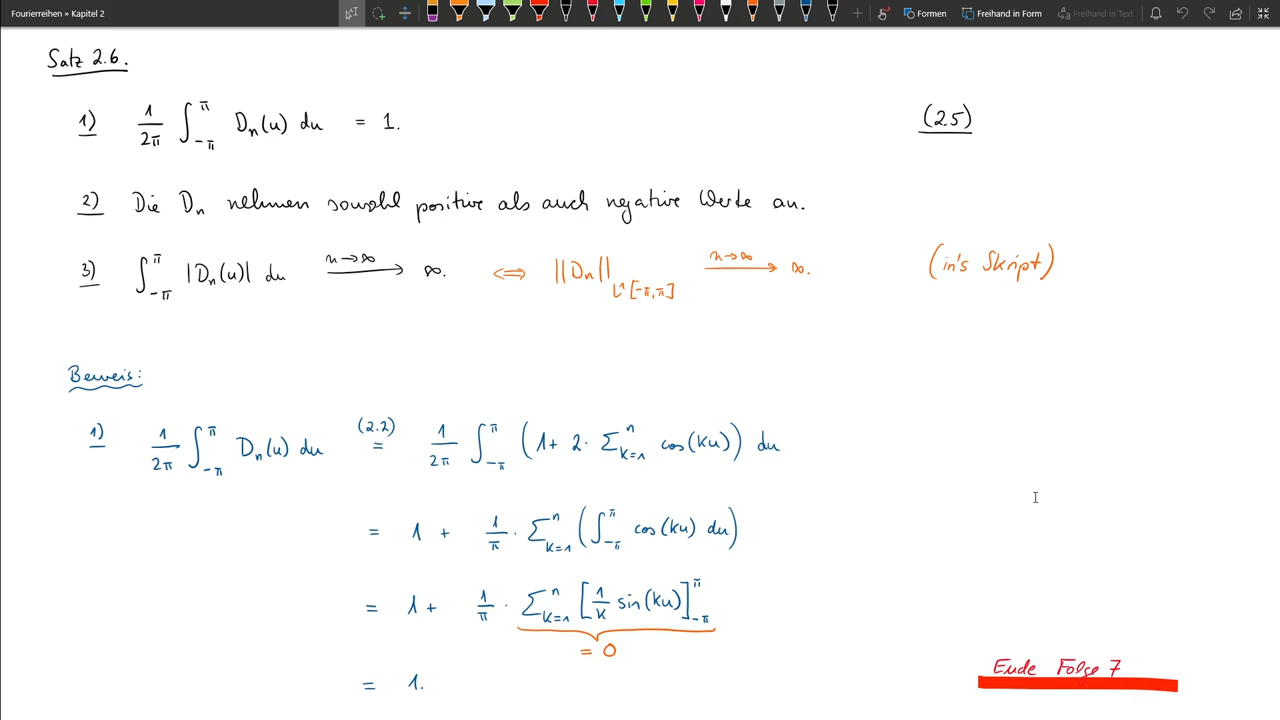 Fourierreihen » Kapitel 2
Formen
Freihand in Form
Freihand in Text
Satz 2.6.
1) 1/2π ∫_{-π}^{π} D_n(u) du = 1. (2.5)
2) Die D_n nehmen sowohl positive als auch negative Werte an.
3) ∫_{-π}^{π} |D_n(u)| du →^{n→∞} ∞. ⇔ ||D_n||_{L¹[-π,π]} →^{n→∞} ∞. (in's Skript)
Beweis:
1) 1/2π ∫_{-π}^{π} D_n(u) du =^{(2.2)} 1/2π ∫_{-π}^{π} (1 + 2 · Σ_{k=1}^{n} cos(ku)) du
= 1 + 1/π · Σ_{k=1}^{n} (∫_{-π}^{π} cos(ku) du)
= 1 + 1/π · Σ_{k=1}^{n} [1/k sin(ku)]_{-π}^{π}
= 0
= 1.
Ende Folge 7